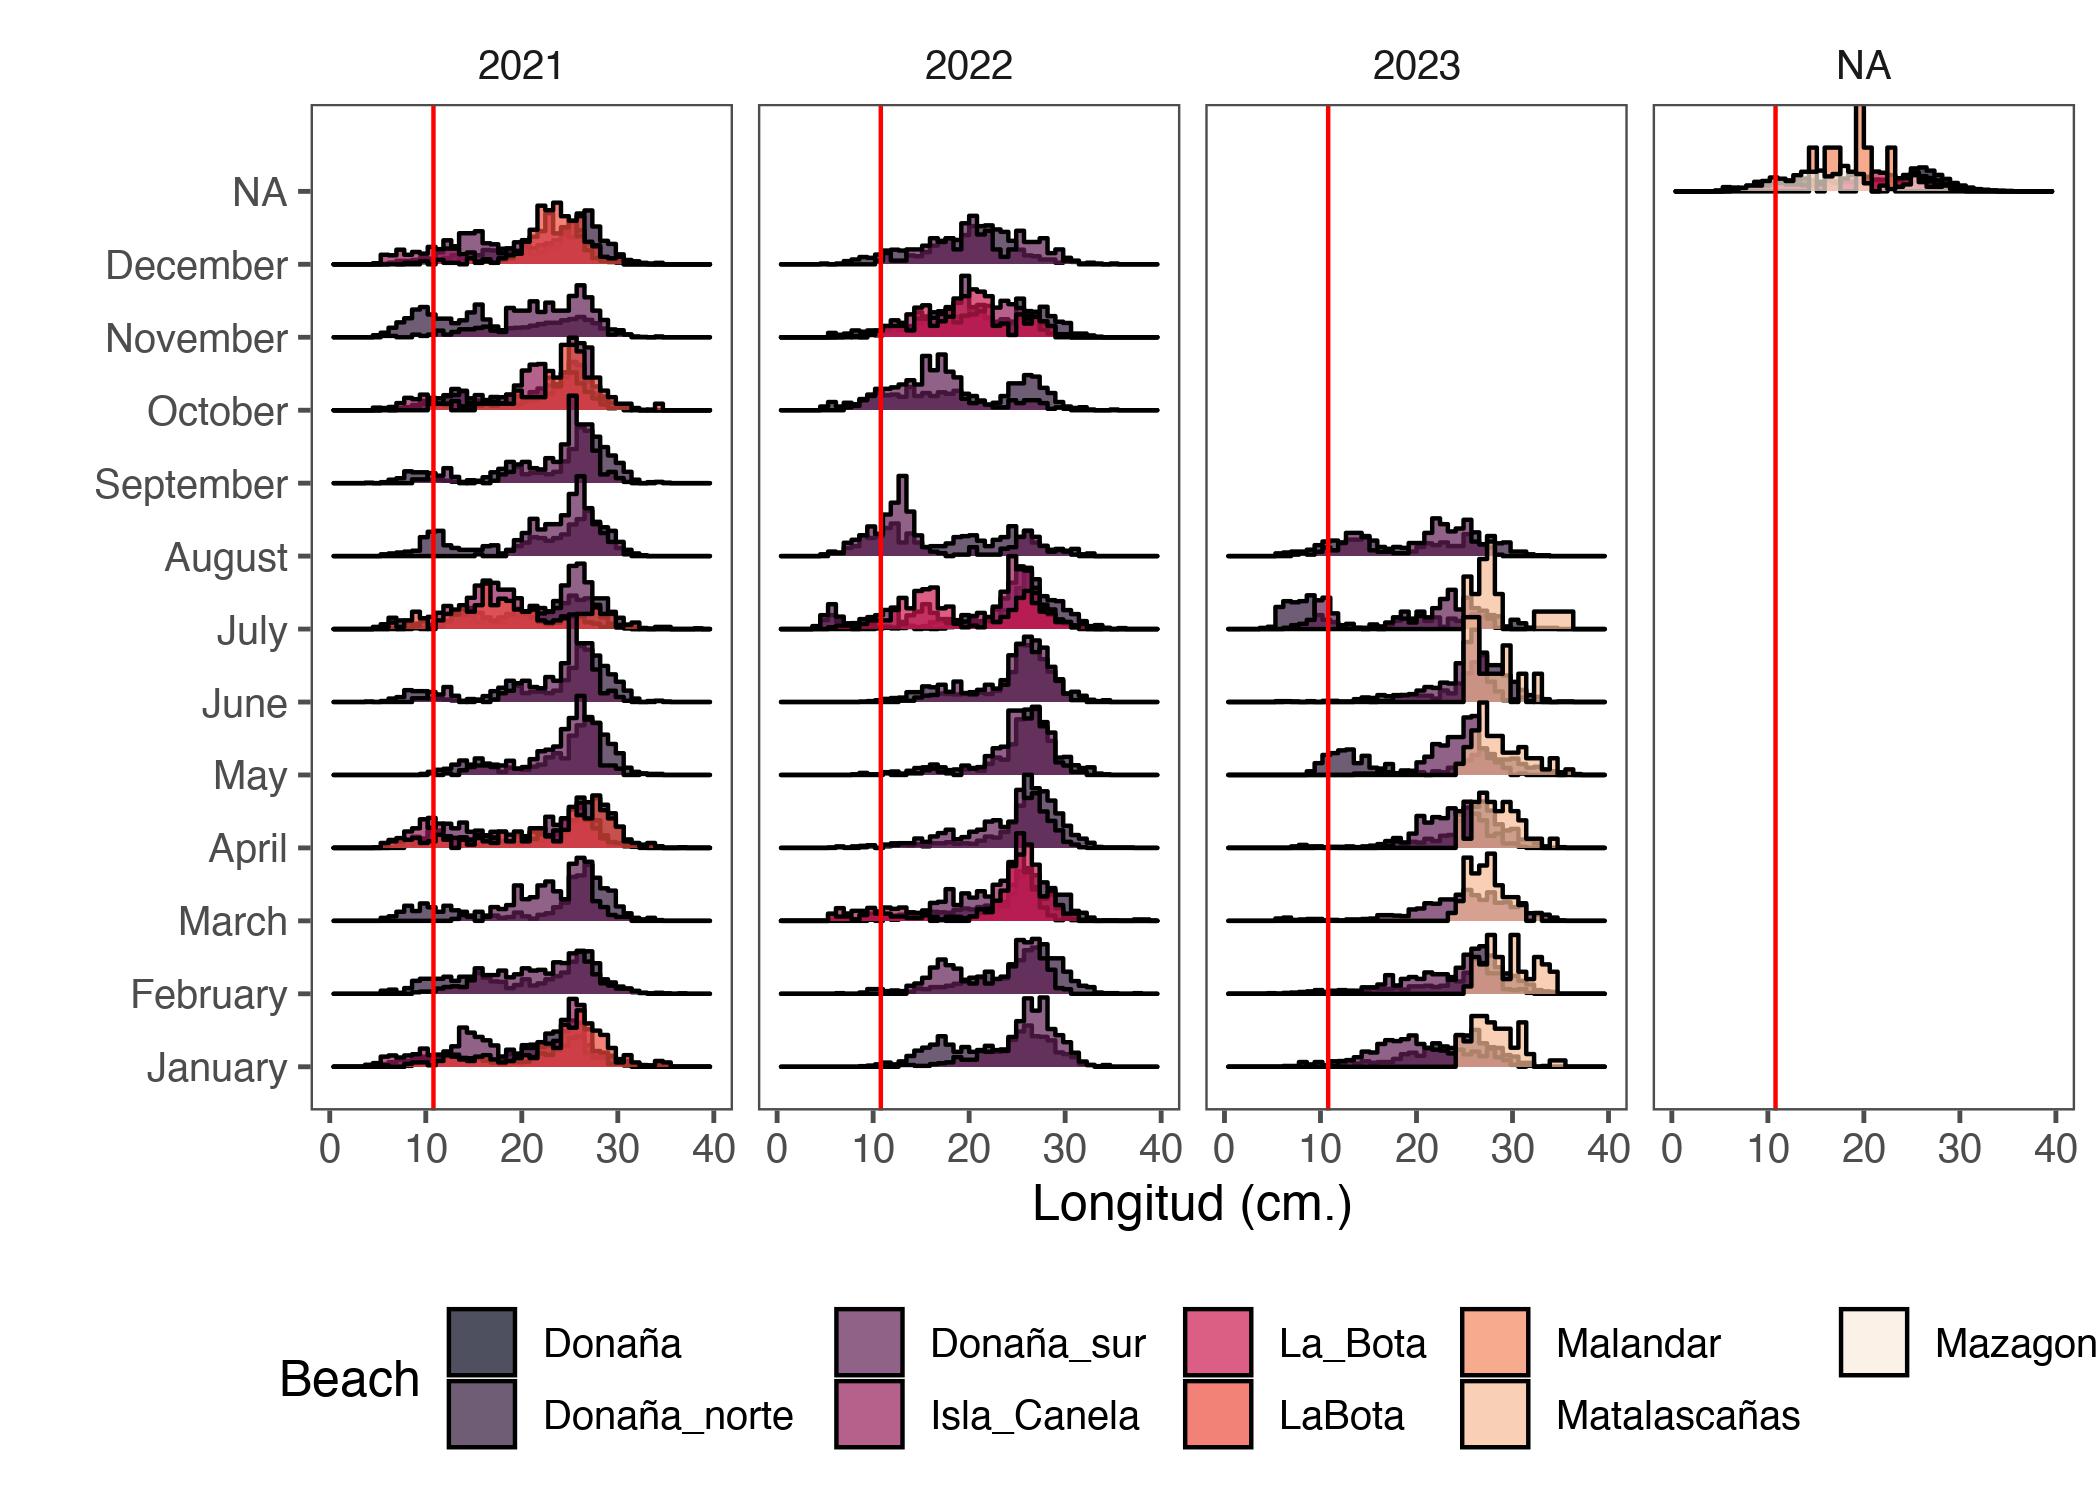 2021 2022 2023 NA
NA
December
November
October
September
August
July
June
May
April
March
February
January
0 10 20 30 40 0 10 20 30 40 0 10 20 30 40 0 10 20 30 40
Longitud (cm.)
Beach
Donaña Donaña_sur La_Bota Malandar Mazagon
Donaña_norte Isla_Canela LaBota Matalascañas